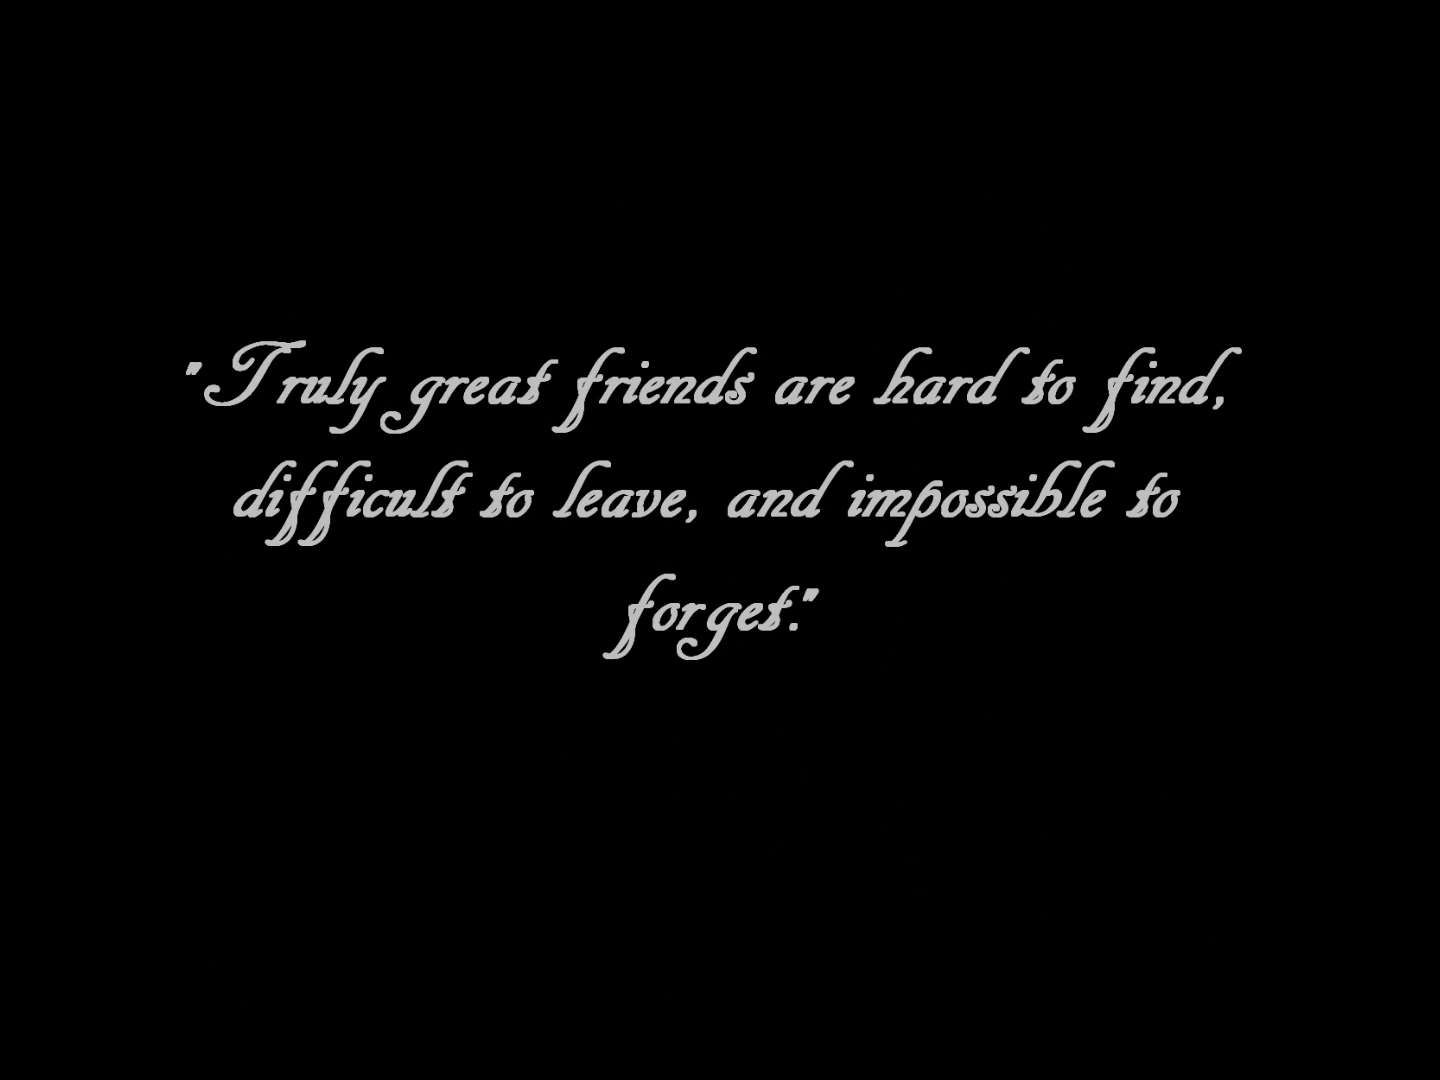 "Truly great friends are hard to find,
difficult to leave, and impossible to
forget."